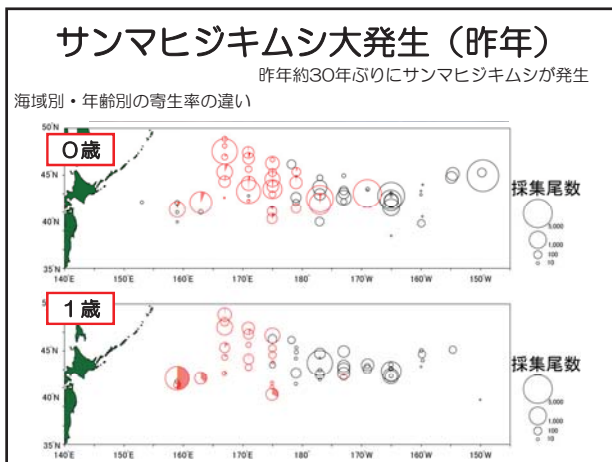 サンマヒジキムシ大発生（昨年）
昨年約30年ぶりにサンマヒジキムシが発生
海域別・年齢別の寄生率の違い
50˚N
0歳
45˚N
40˚N
35˚N
140˚E 150˚E 160˚E 170˚E 180˚ 170˚W 160˚W 150˚W
採集尾数
5,000
1,000
100
10
50˚N
1歳
45˚N
40˚N
35˚N
140˚E 150˚E 160˚E 170˚E 180˚ 170˚W 160˚W 150˚W
採集尾数
5,000
1,000
100
10